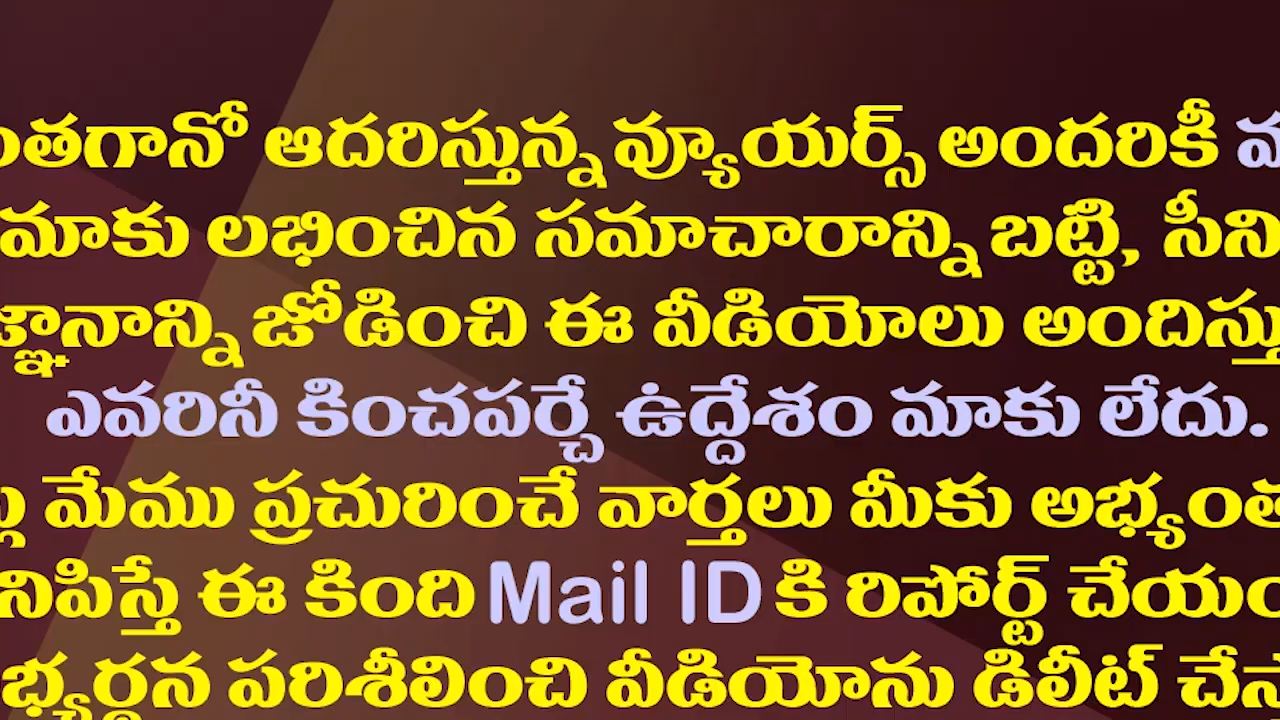 ంతగానో ఆదరిస్తున్న వ్యూయర్స్ అందరికీ
మాకు లభించిన సమాచారాన్ని బట్టి, సీని
జ్ఞానాన్ని జోడించి ఈ వీడియోలు అందిస్తు
ఎవరినీ కించపర్చే ఉద్దేశం మాకు లేదు.
మేము ప్రచురించే వార్తలు మీకు అభ్యంత
నిపిస్తే ఈ కింది Mail ID కి రిపోర్ట్ చేయం
భ్యర్థన పరిశీలించి వీడియోను డిలీట్ చేస